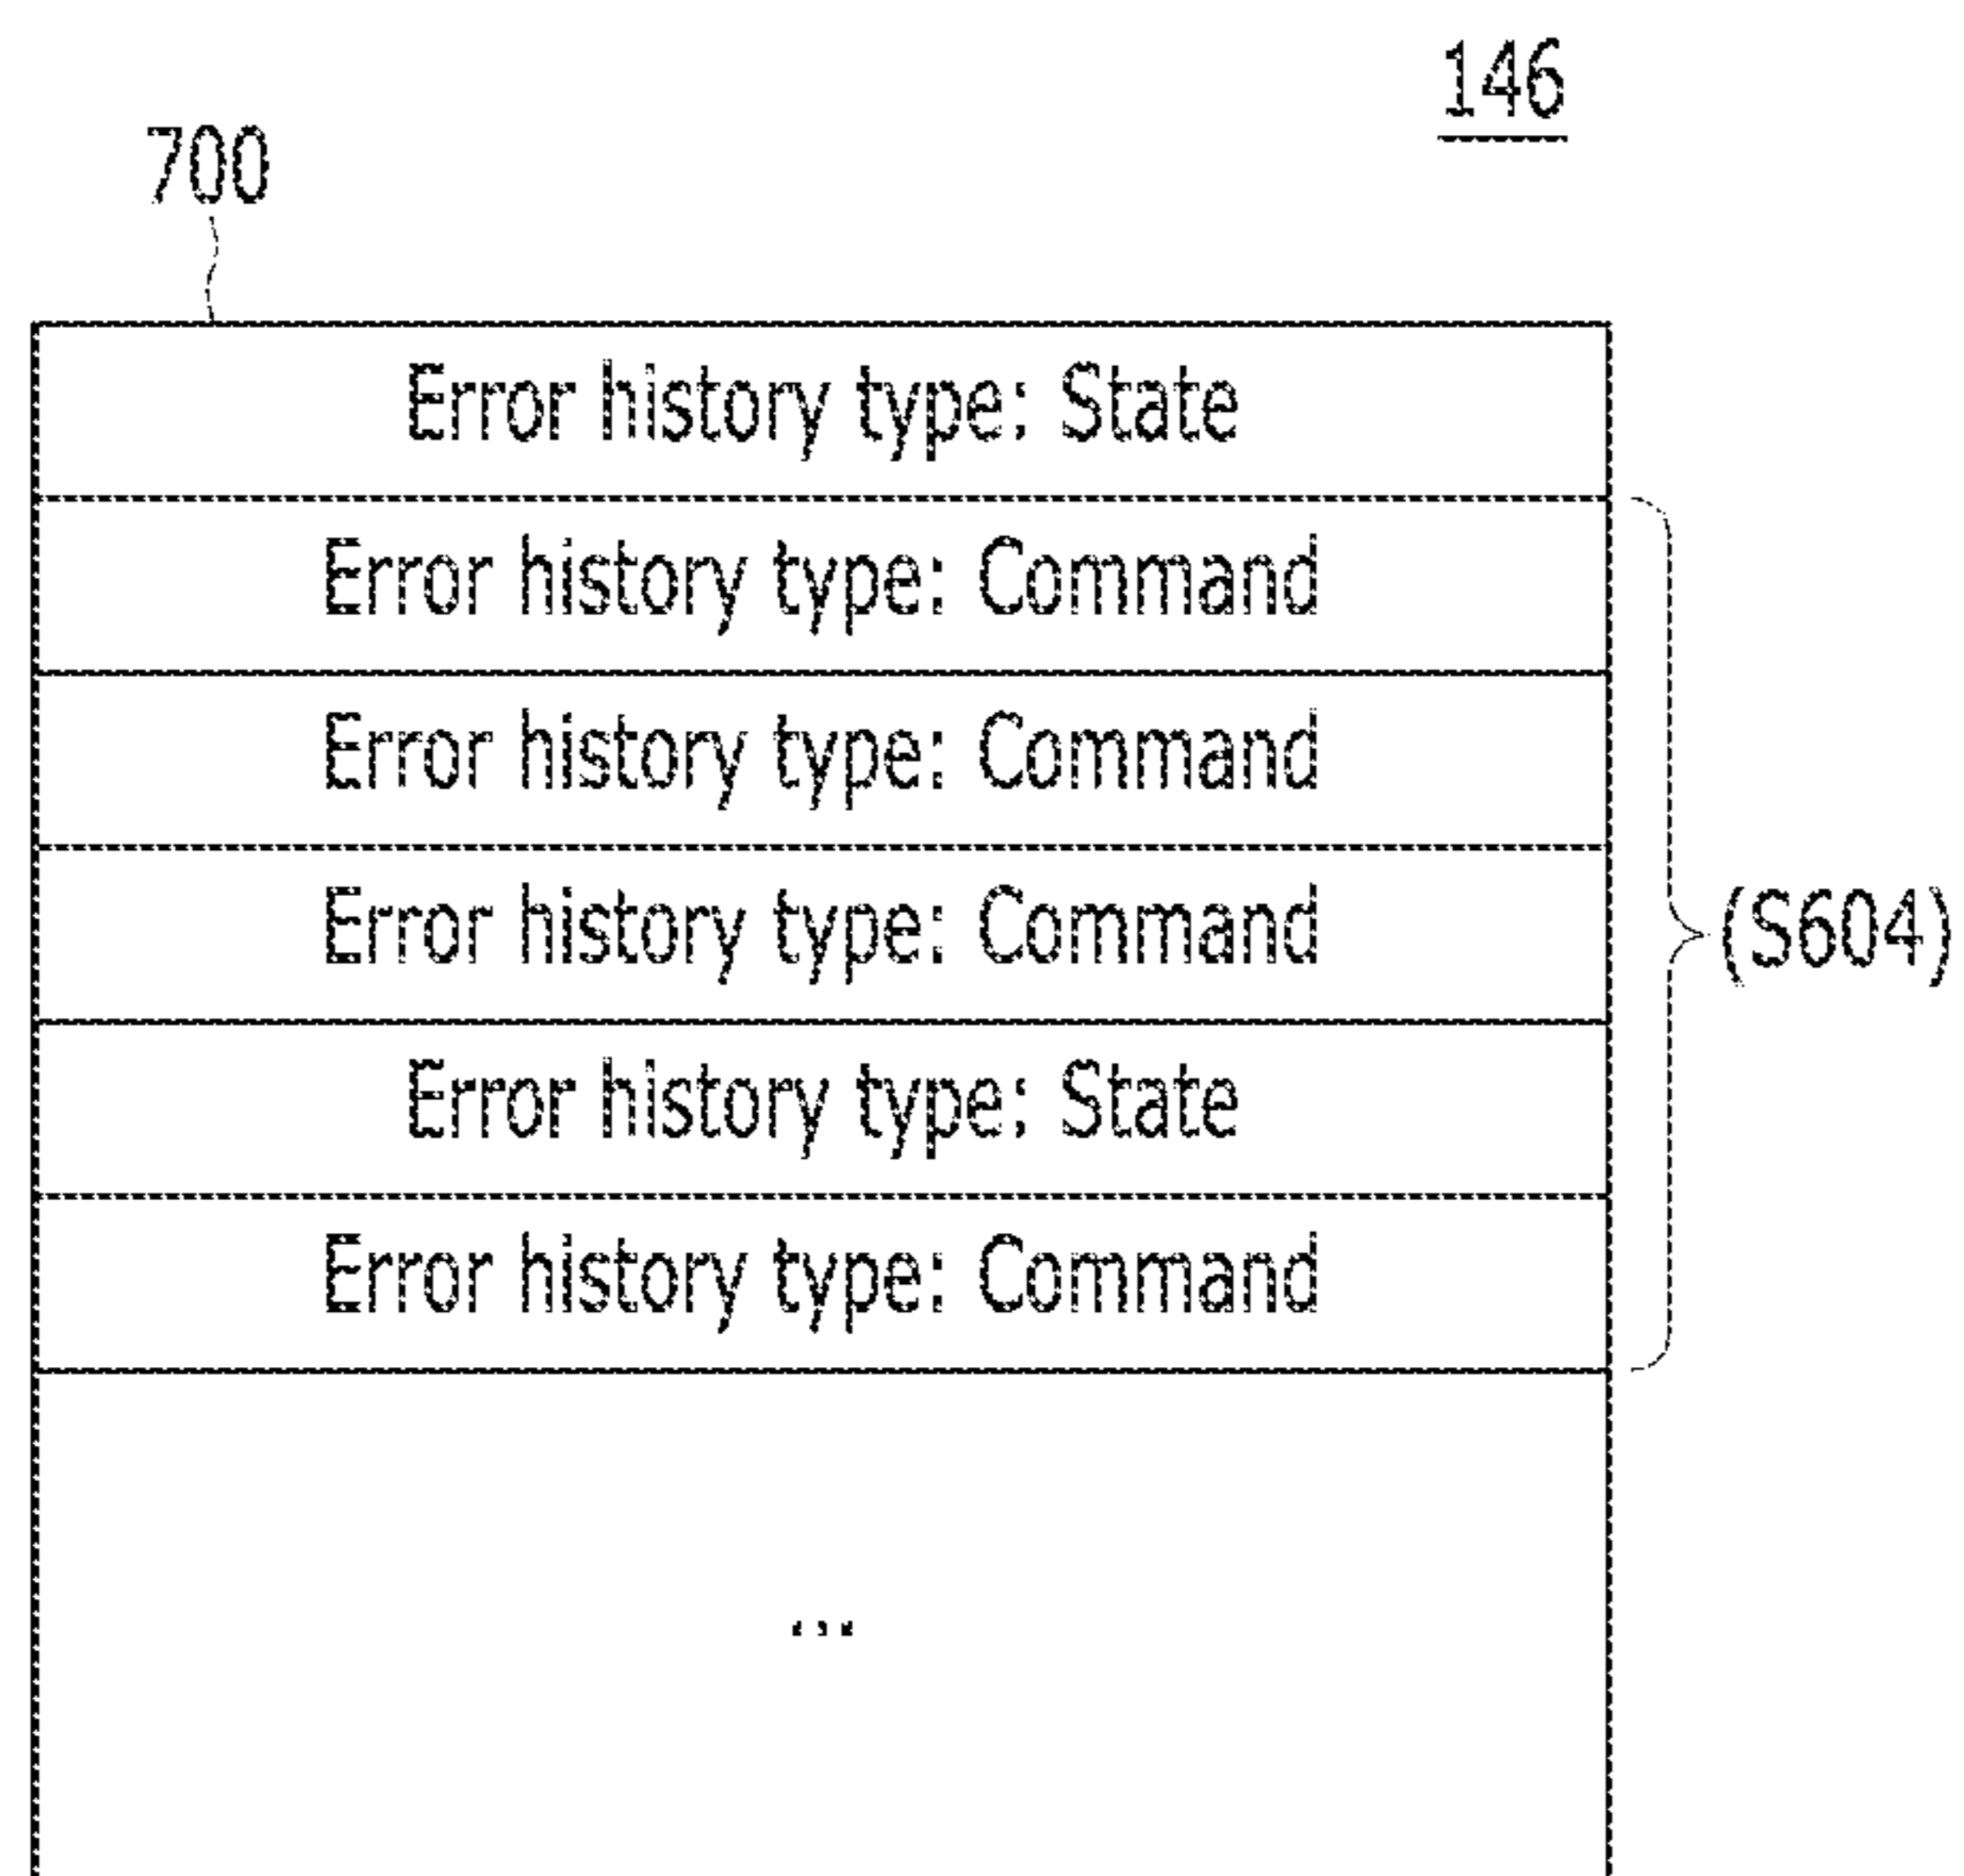 146
700
Error history type: State
Error history type: Command
Error history type: Command
Error history type: Command
(S604)
Error history type: State
Error history type: Command
...